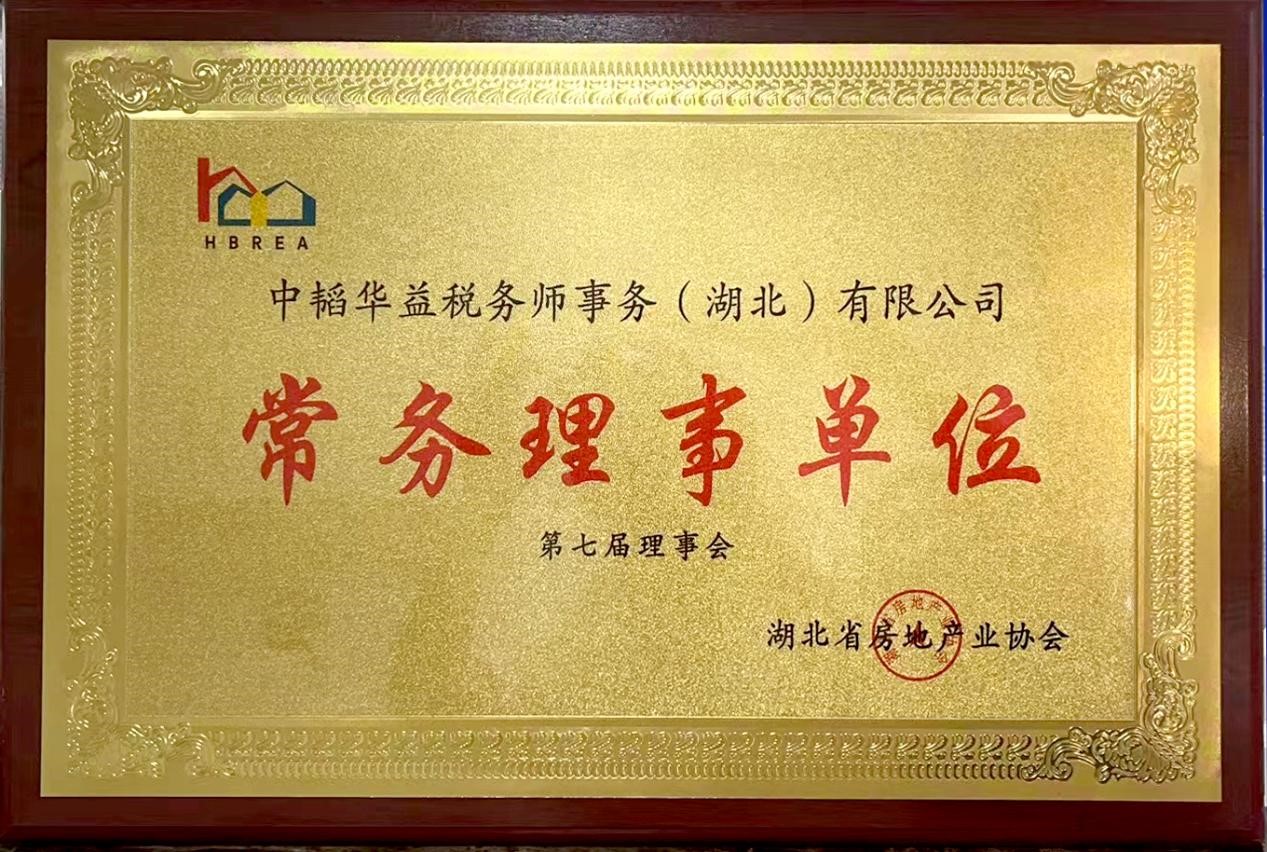 HBREA
中韬华益税务师事务（湖北）有限公司
常务理事单位
第七届理事会
湖北省房地产业协会